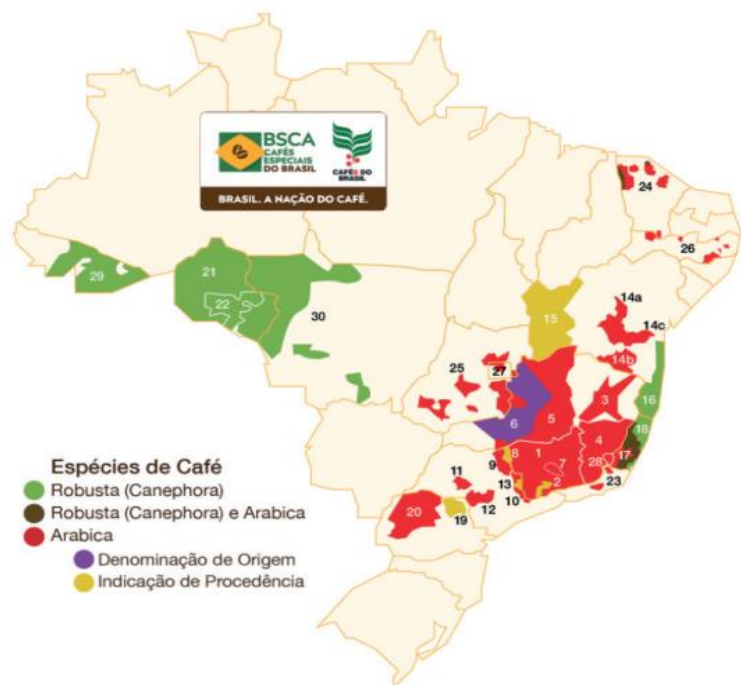 BSCA
CAFÉS
ESPECIAIS
DO BRASIL
CAFÉS DO
BRASIL
BRASIL. A NAÇÃO DO CAFÉ.
24
26
29
21
22
30
15
14a
14c
14b
25
27
3
16
5
6
18
4
8
1
9
7
17
28
11
13
2
23
10
12
20
19
Espécies de Café
Robusta (Canephora)
Robusta (Canephora) e Arabica
Arabica
Denominação de Origem
Indicação de Procedência